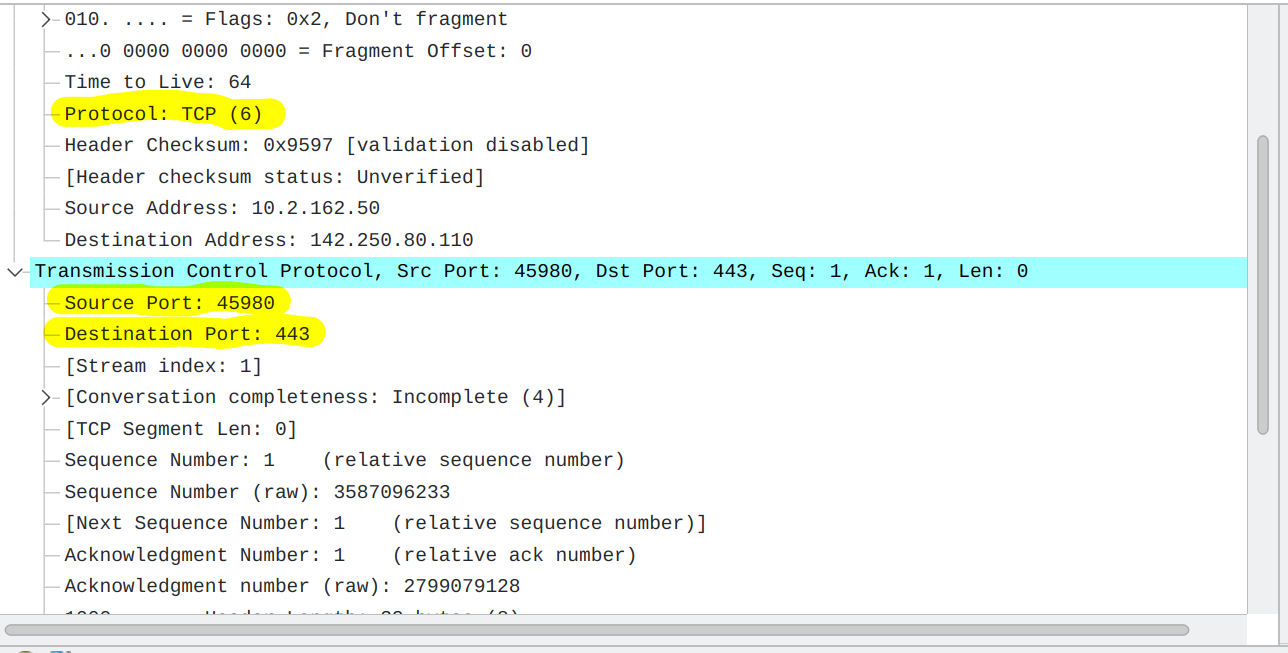 010. .... = Flags: 0x2, Don't fragment
...0 0000 0000 0000 = Fragment Offset: 0
Time to Live: 64
Protocol: TCP (6)
Header Checksum: 0x9597 [validation disabled]
[Header checksum status: Unverified]
Source Address: 10.2.162.50
Destination Address: 142.250.80.110
Transmission Control Protocol, Src Port: 45980, Dst Port: 443, Seq: 1, Ack: 1, Len: 0
Source Port: 45980
Destination Port: 443
[Stream index: 1]
[Conversation completeness: Incomplete (4)]
[TCP Segment Len: 0]
Sequence Number: 1    (relative sequence number)
Sequence Number (raw): 3587096233
[Next Sequence Number: 1    (relative sequence number)]
Acknowledgment Number: 1    (relative ack number)
Acknowledgment number (raw): 2799079128